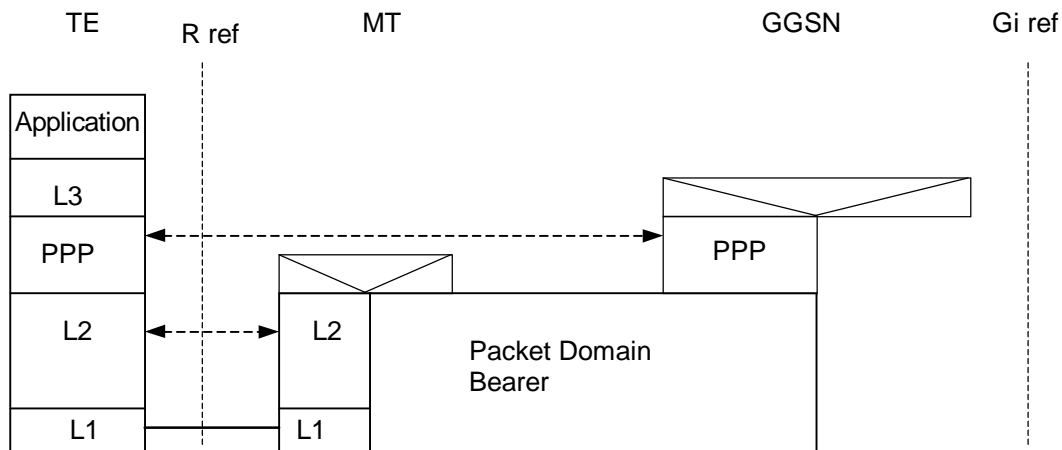 TE
R ref
MT
GGSN
Gi ref
Application
L3
PPP
PPP
L2
L2
Packet Domain
Bearer
L1
L1